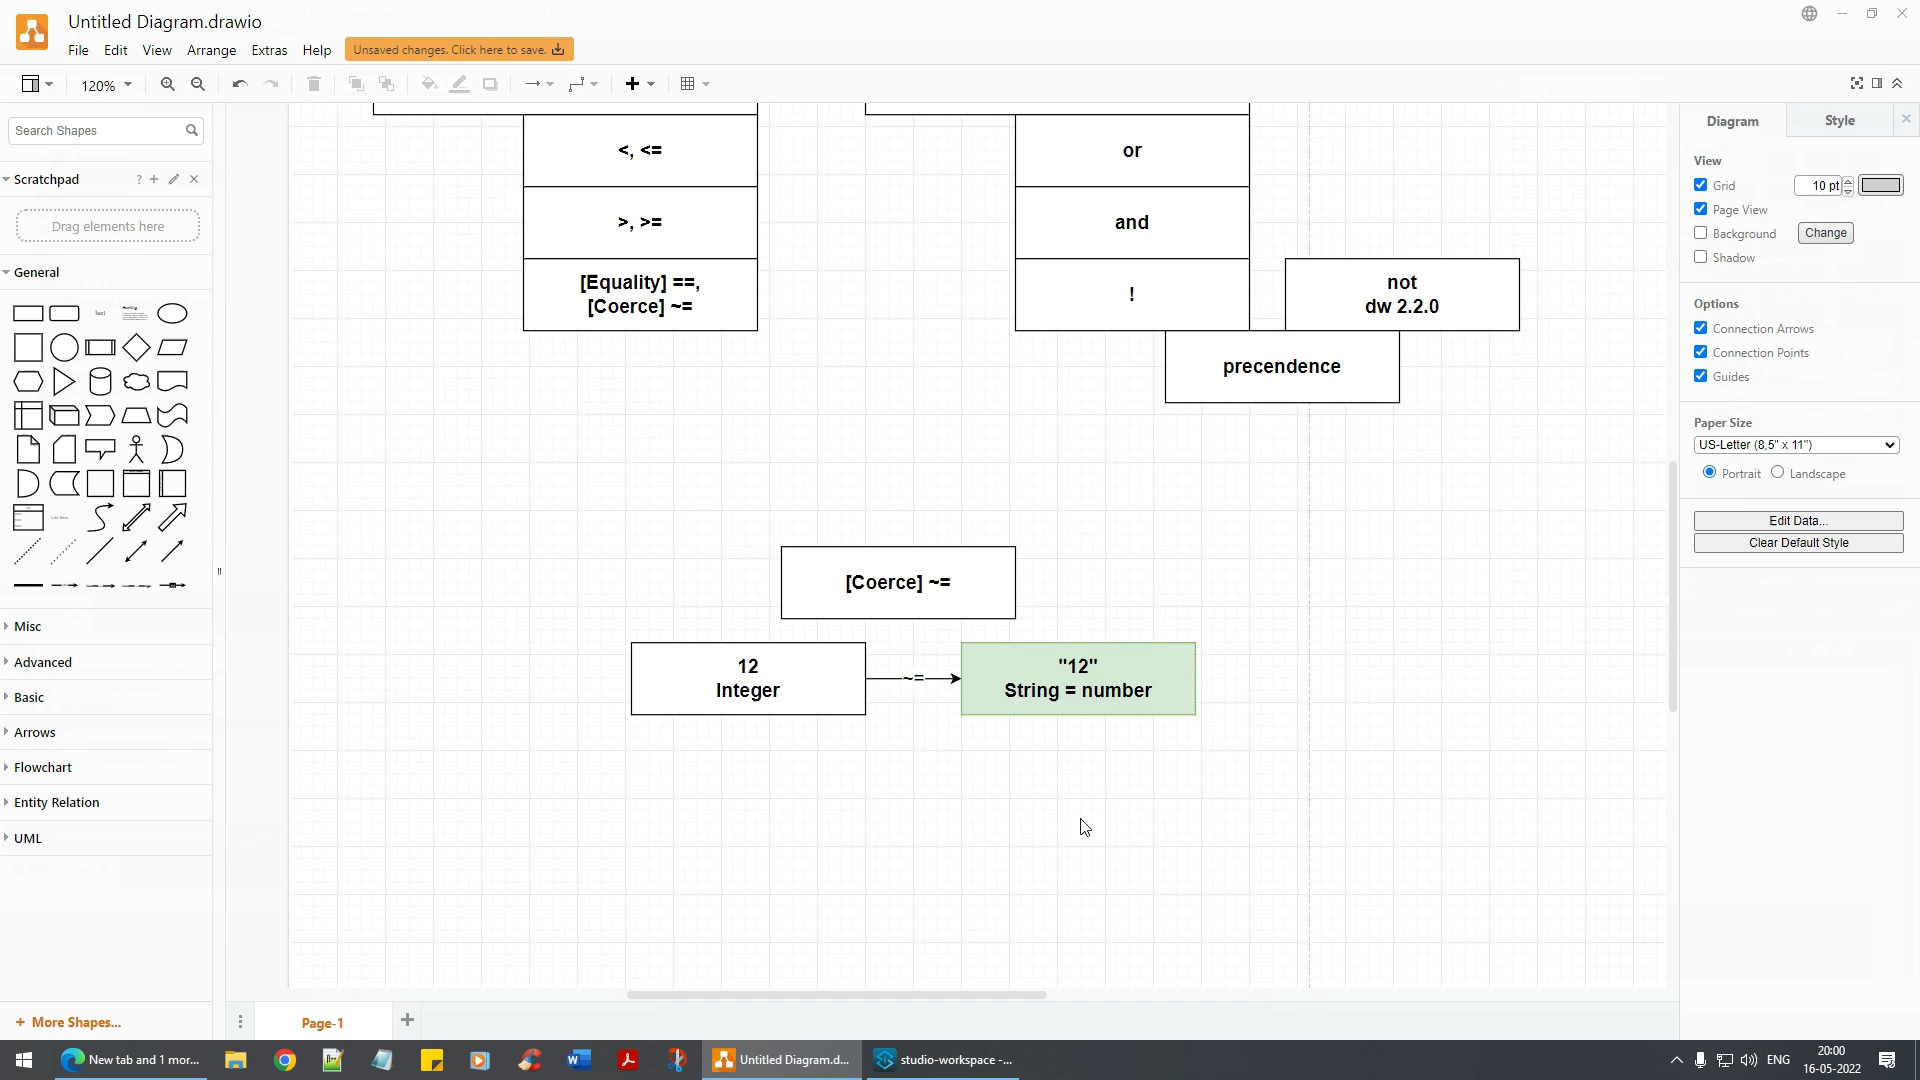 Untitled Diagram.drawio
File Edit View Arrange Extras Help Unsaved changes. Click here to save.
120%
Search Shapes
Scratchpad ?
Drag elements here
General
Misc
Advanced
Basic
Arrows
Flowchart
Entity Relation
UML
+ More Shapes...
<, <=
>, >=
[Equality] ==,
[Coerce] ~=
or
and
!
not
dw 2.2.0
precendence
[Coerce] ~=
12
Integer
~=
"12"
String = number
Page-1
Diagram Style
View
Grid 10 pt
Page View
Background Change
Shadow
Options
Connection Arrows
Connection Points
Guides
Paper Size
US-Letter (8,5" x 11")
Portrait Landscape
Edit Data...
Clear Default Style
New tab and 1 mor...
Untitled Diagram.d...
studio-workspace -...
ENG
20:00
16-05-2022